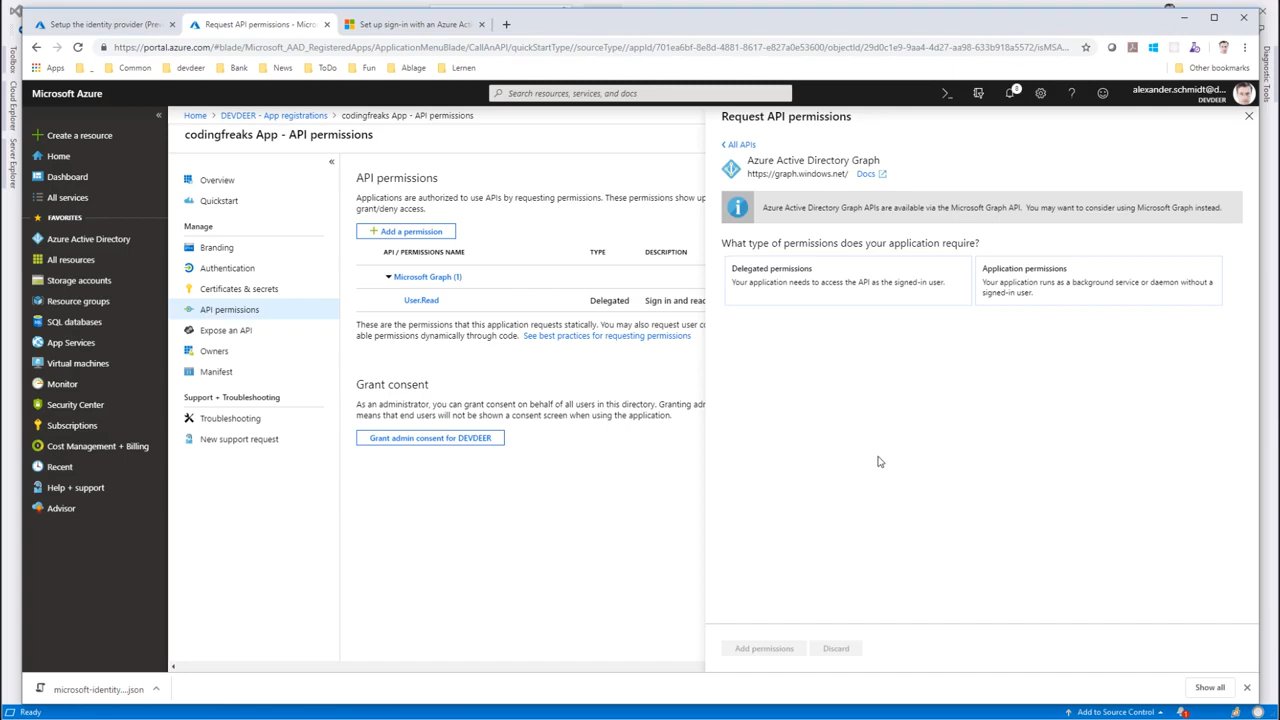 Setup the identity provider (Prev
Request API permissions - Micros
Set up sign-in with an Azure Acti
https://portal.azure.com/#blade/Microsoft_AAD_RegisteredApps/ApplicationMenuBlade/CallAnAPI/quickStartType//sourceType//appId/701ea6bf-8e8d-4881-8617-e827a0e53600/objectId/29d0c1e9-9aa4-4d27-aa98-633b918a5572/isMSA...
Apps
_
Common
devdeer
Bank
News
ToDo
Fun
Ablage
Lernen
Other bookmarks
Toolbox
Cloud Explorer
Server Explorer
Diagnostic Tools
Microsoft Azure
Search resources, services, and docs
alexander.schmidt@d...
DEVDEER
Create a resource
Home
Dashboard
All services
FAVORITES
Azure Active Directory
All resources
Storage accounts
Resource groups
SQL databases
App Services
Virtual machines
Monitor
Security Center
Subscriptions
Cost Management + Billing
Recent
Help + support
Advisor
Home
DEVDEER - App registrations
codingfreaks App - API permissions
codingfreaks App - API permissions
Overview
Quickstart
Manage
Branding
Authentication
Certificates & secrets
API permissions
Expose an API
Owners
Manifest
Support + Troubleshooting
Troubleshooting
New support request
API permissions
Applications are authorized to use APIs by requesting permissions. These permissions show up
grant/deny access.
+ Add a permission
API / PERMISSIONS NAME
TYPE
DESCRIPTION
Microsoft Graph (1)
User.Read
Delegated
Sign in and read
These are the permissions that this application requests statically. You may also request user c
able permissions dynamically through code. See best practices for requesting permissions
Grant consent
As an administrator, you can grant consent on behalf of all users in this directory. Granting adm
means that end users will not be shown a consent screen when using the application.
Grant admin consent for DEVDEER
Request API permissions
All APIs
Azure Active Directory Graph
https://graph.windows.net/ Docs
Azure Active Directory Graph APIs are available via the Microsoft Graph API. You may want to consider using Microsoft Graph instead.
What type of permissions does your application require?
Delegated permissions
Your application needs to access the API as the signed-in user.
Application permissions
Your application runs as a background service or daemon without a
signed-in user.
Add permissions
Discard
microsoft-identity....json
Show all
Ready
Add to Source Control